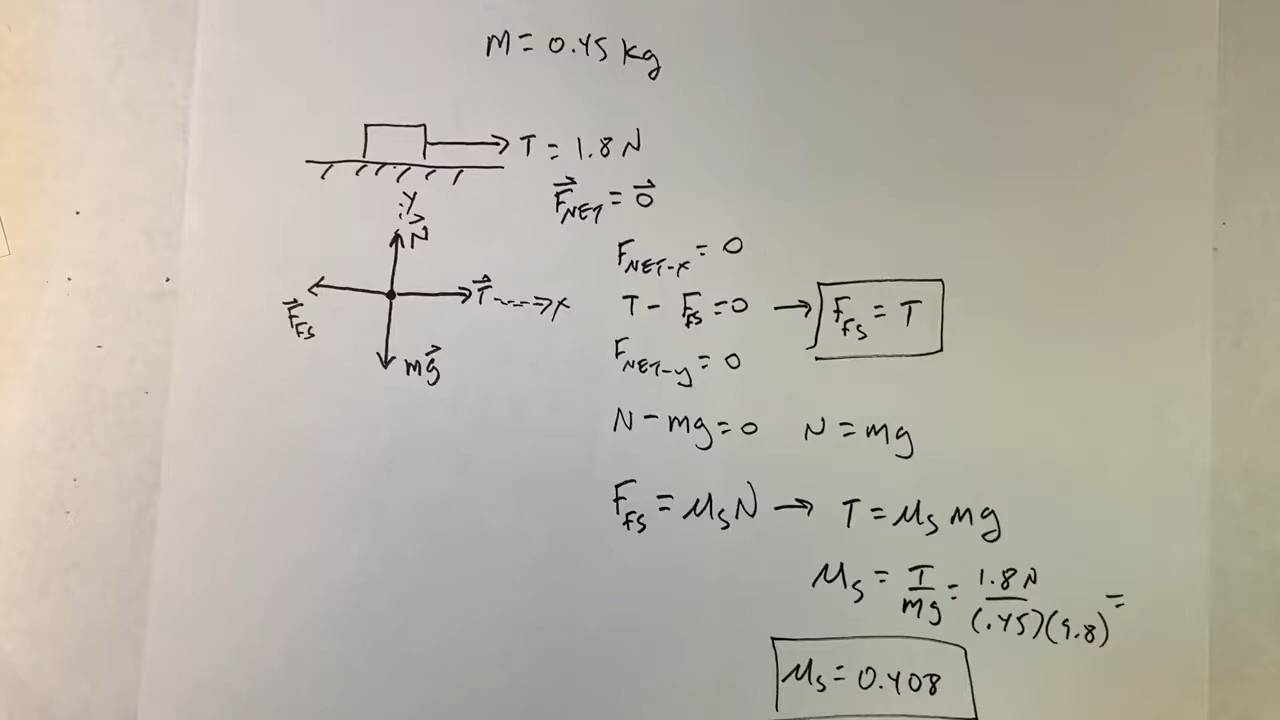 m = 0.45 kg
T = 1.8 N
F⃗NET = 0⃗
y
N⃗
F⃗fs
T⃗
x
mg⃗
FNET-x = 0
T - Ffs = 0 → Ffs = T
FNET-y = 0
N - mg = 0 N = mg
Ffs = μsN → T = μs mg
μs = T/mg = 1.8 N/(.45)(9.8) =
μs = 0.408